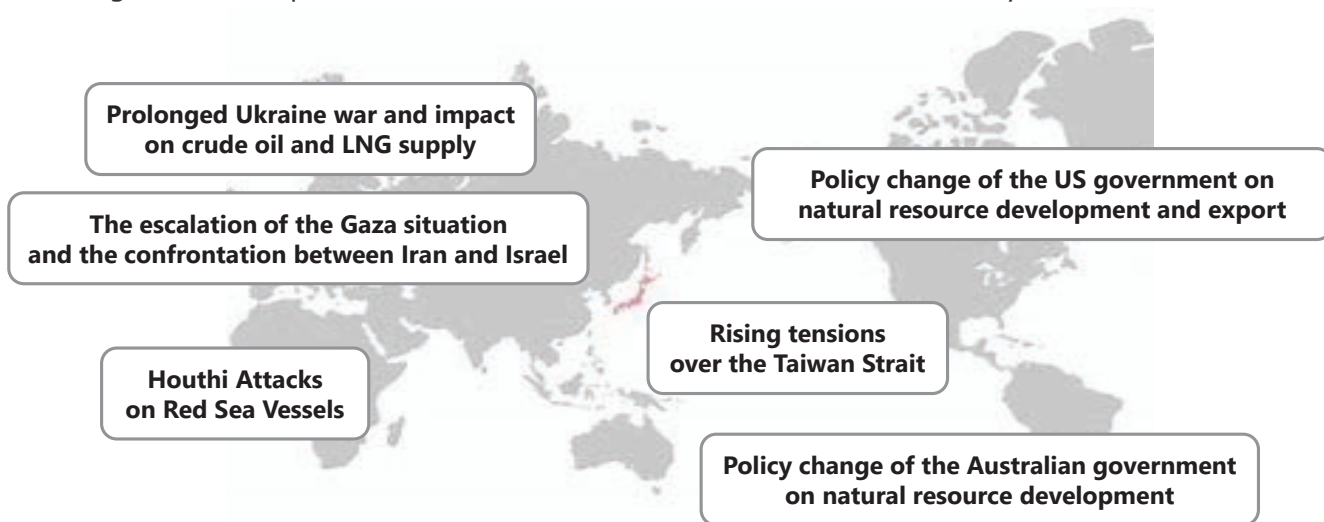 Prolonged Ukraine war and impact
on crude oil and LNG supply
Policy change of the US government on
natural resource development and export
The escalation of the Gaza situation
and the confrontation between Iran and Israel
Rising tensions
over the Taiwan Strait
Houthi Attacks
on Red Sea Vessels
Policy change of the Australian government
on natural resource development